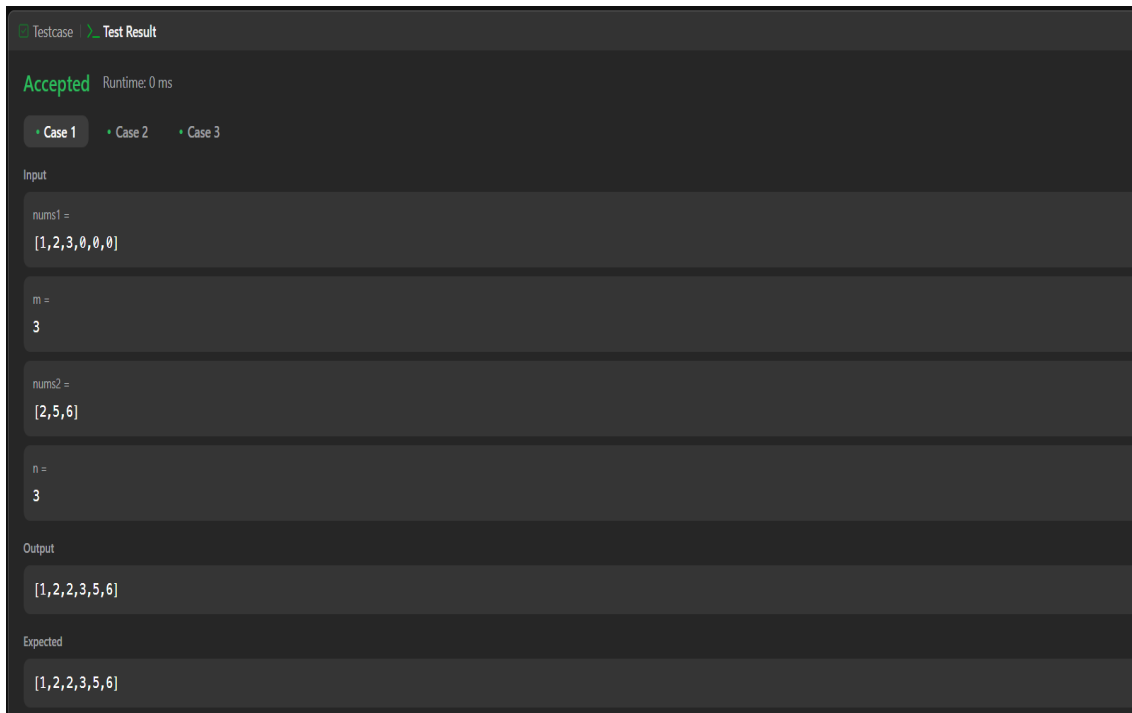 Testcase | >_ Test Result
Accepted Runtime: 0 ms
• Case 1 • Case 2 • Case 3
Input
nums1 =
[1,2,3,0,0,0]
m =
3
nums2 =
[2,5,6]
n =
3
Output
[1,2,2,3,5,6]
Expected
[1,2,2,3,5,6]